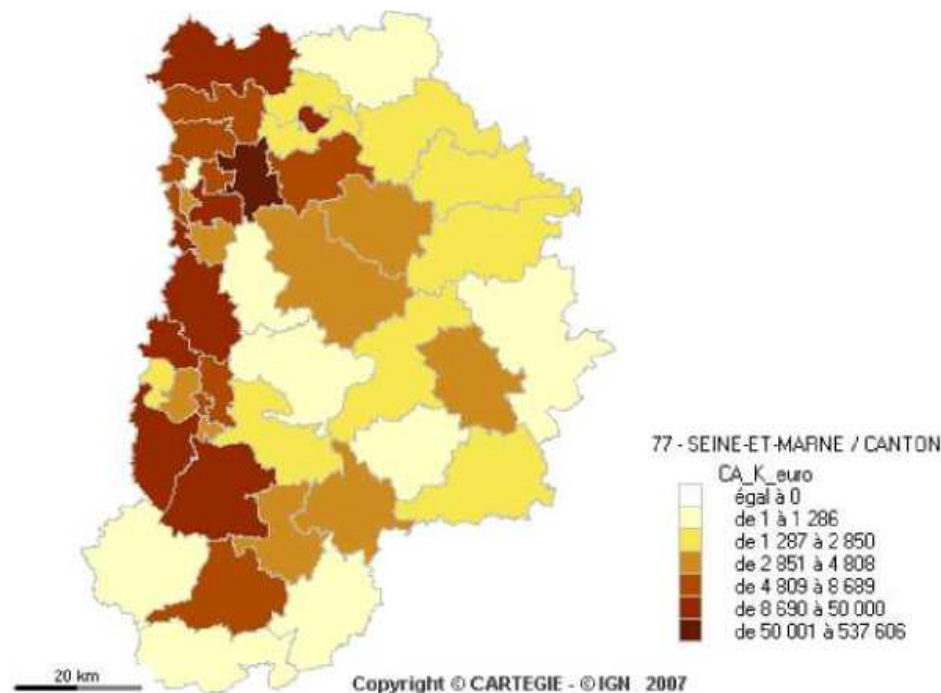 77 - SEINE-ET-MARNE / CANTON
CA_K_euro
égal à 0
de 1 à 1 286
de 1 287 à 2 850
de 2 851 à 4 808
de 4 809 à 8 689
de 8 690 à 50 000
de 50 001 à 537 606
20 km
Copyright © CARTEGIE - © IGN 2007